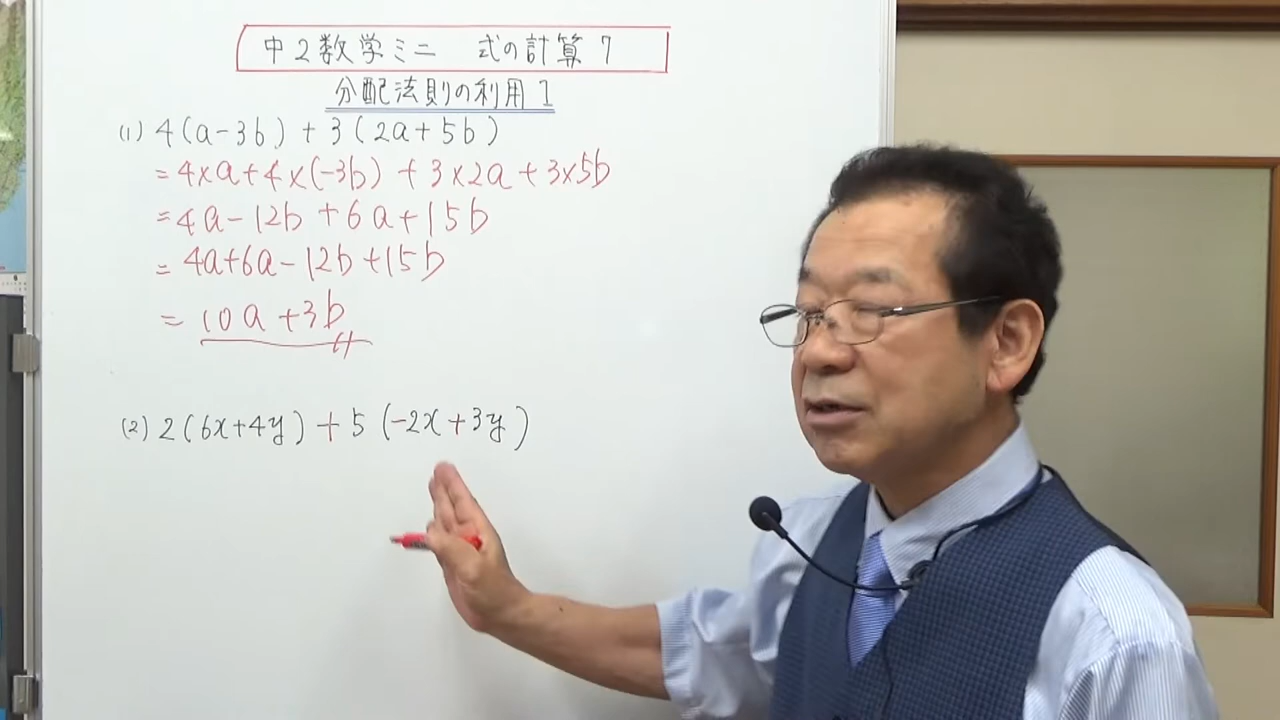 中2数学ミニ 式の計算7
分配法則の利用1
(1) 4(a-3b)+3(2a+5b)
=4×a+4×(-3b)+3×2a+3×5b
=4a-12b+6a+15b
=4a+6a-12b+15b
=10a+3b
(2) 2(6x+4y)+5(-2x+3y)